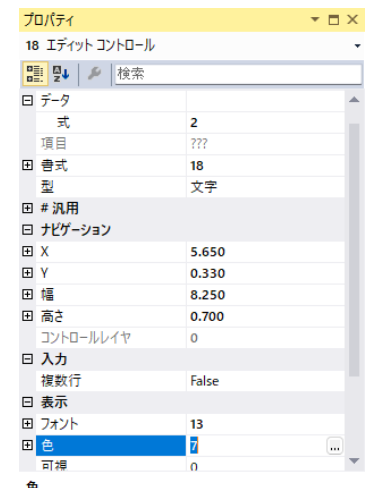 プロパティ
18 エディット コントロール
検索
データ
式 2
項目 ???
書式 18
型 文字
# 汎用
ナビゲーション
X 5.650
Y 0.330
幅 8.250
高さ 0.700
コントロールレイヤ 0
入力
複数行 False
表示
フォント 13
色 7 ...
可視 0
色